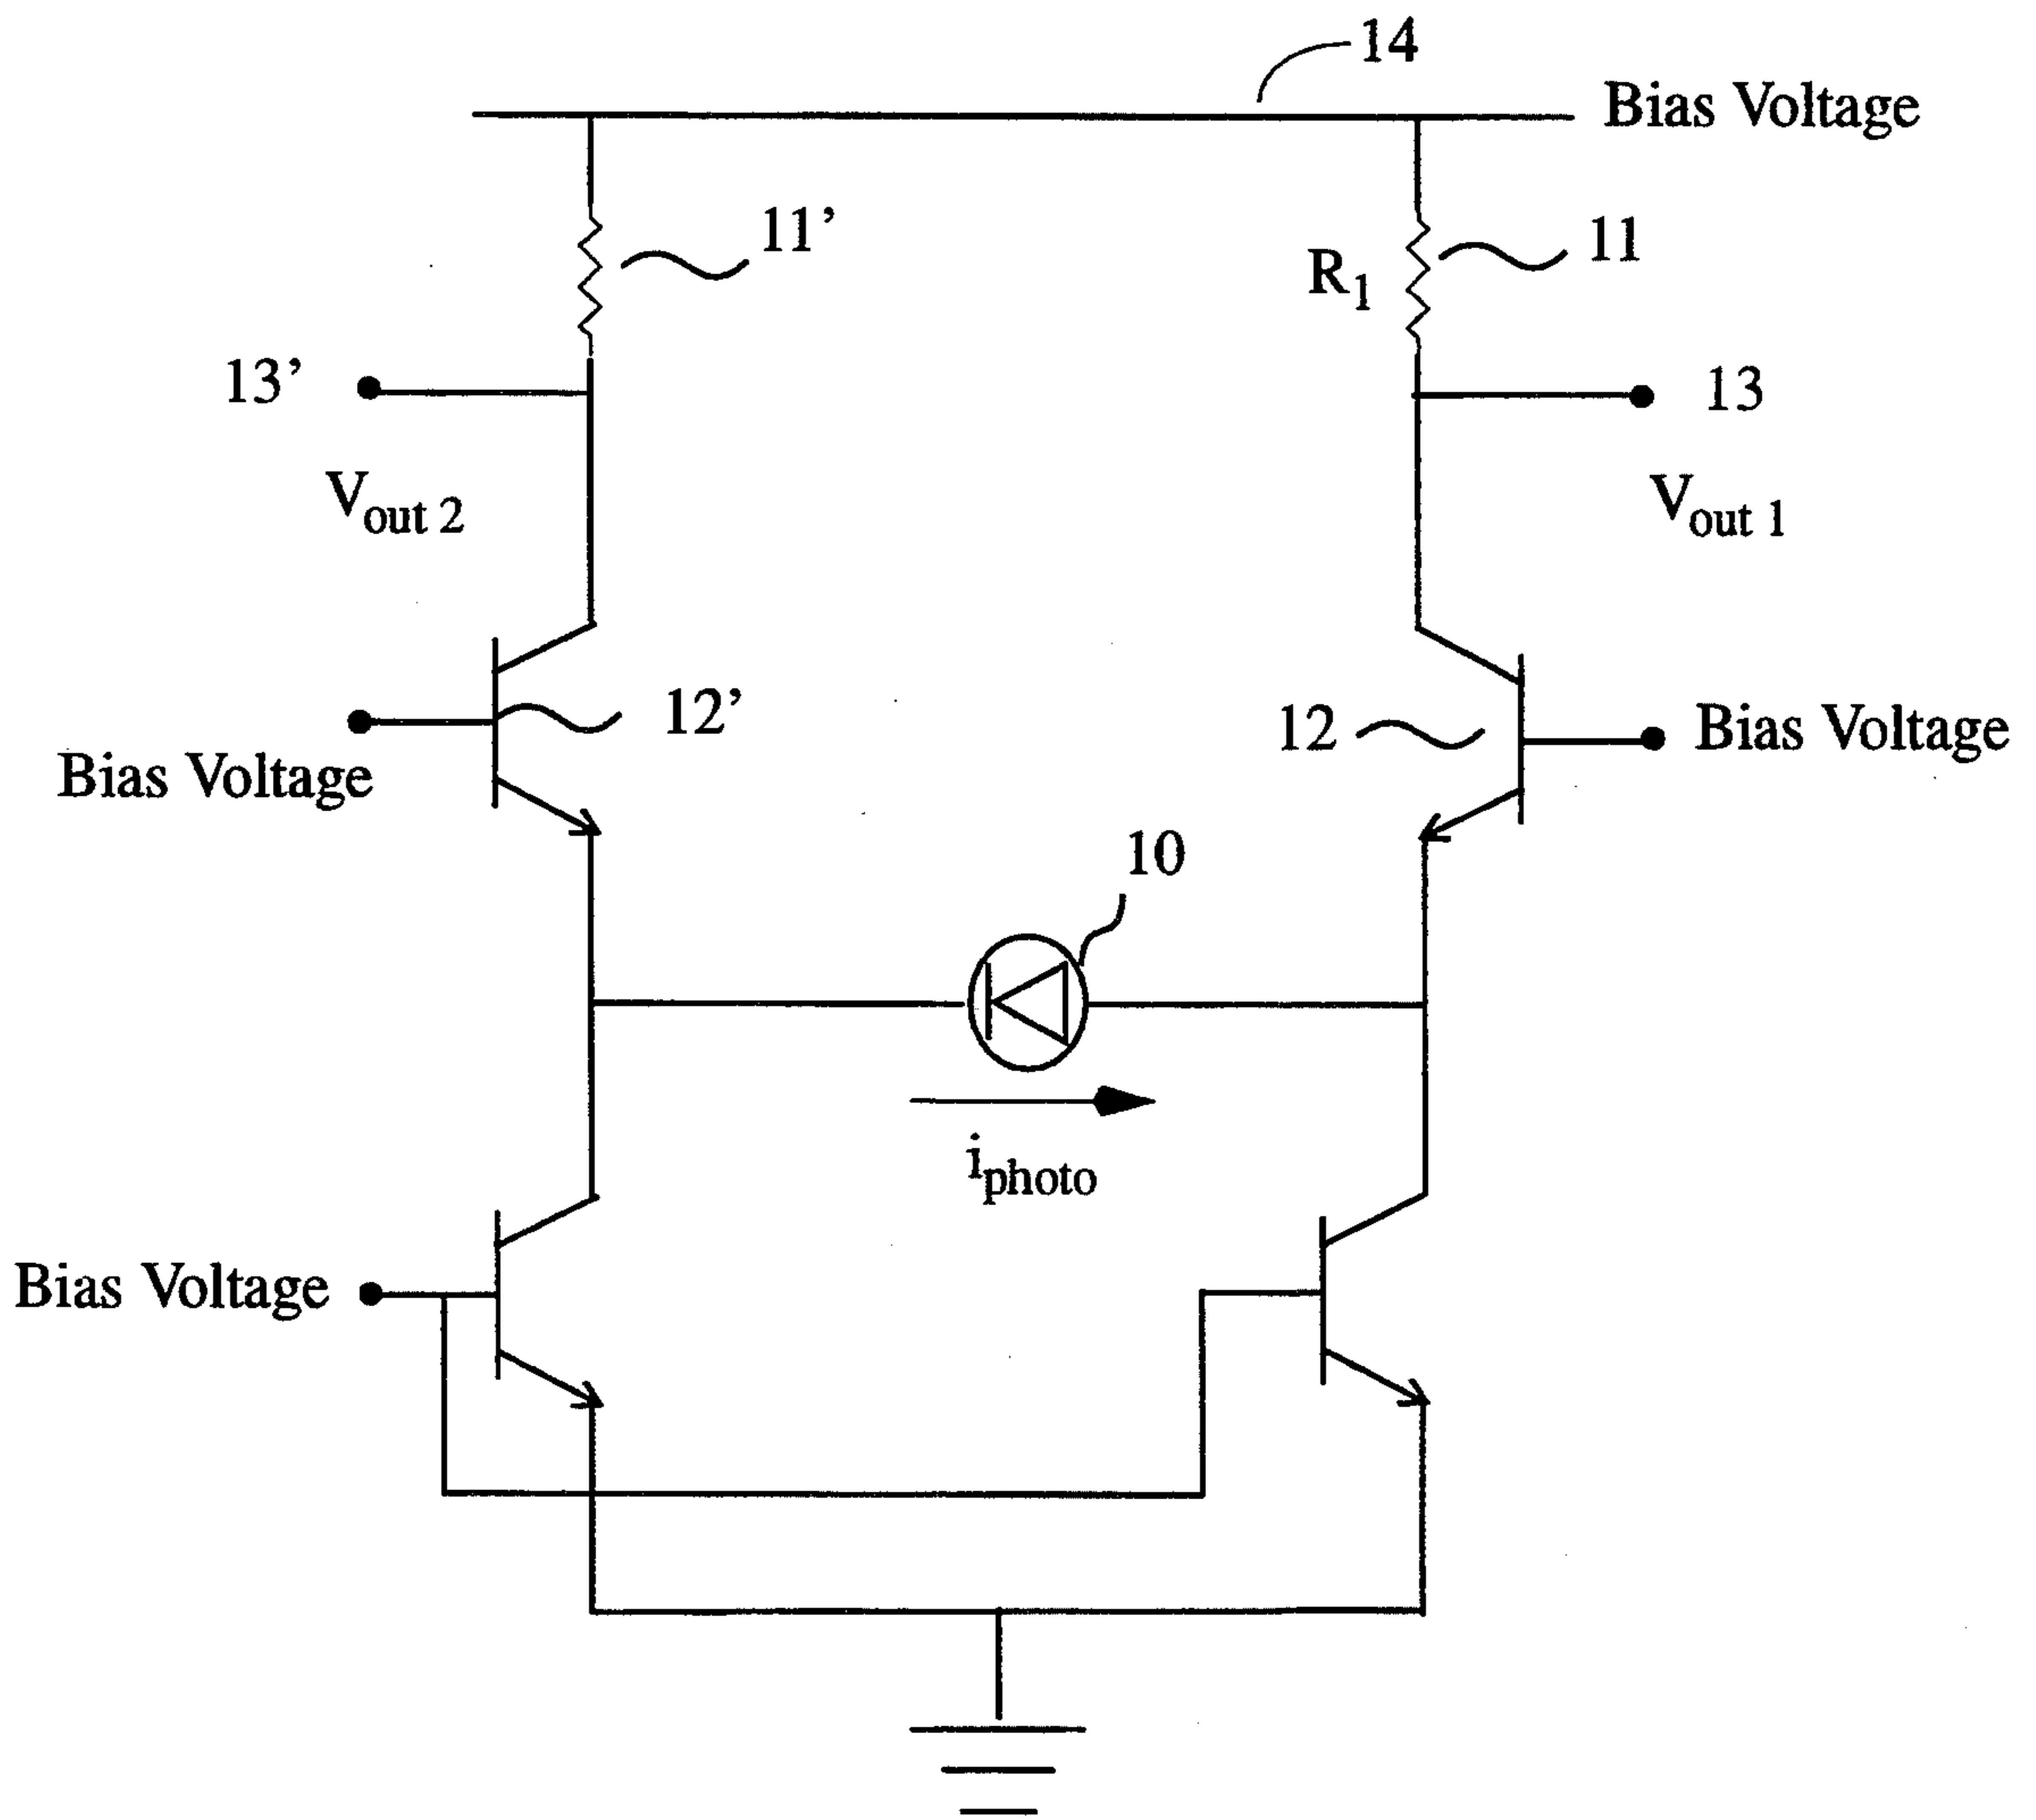 14
Bias Voltage
11’
R1
11
13’
13
Vout 2
Vout 1
12’
12
Bias Voltage
Bias Voltage
10
iphoto
Bias Voltage